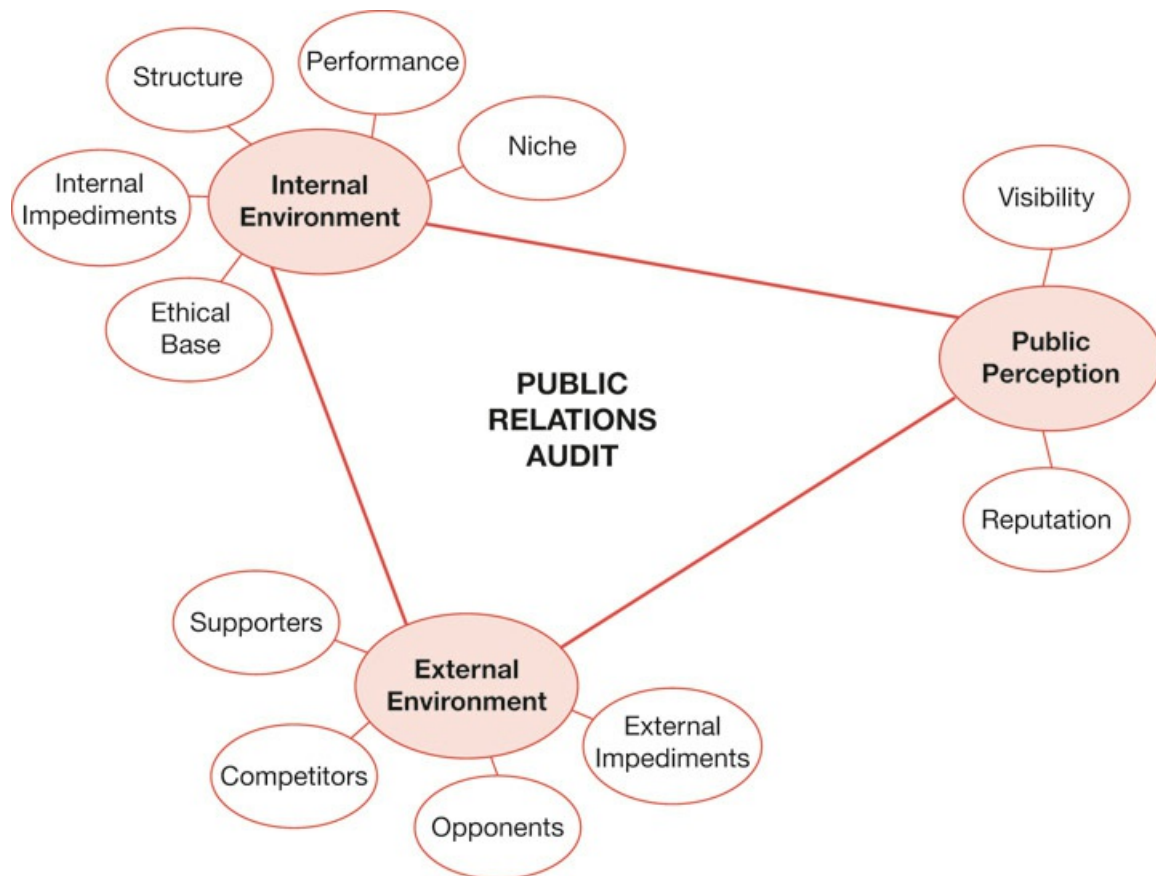 Structure
Performance
Niche
Internal
Impediments
Internal
Environment
Ethical
Base
Visibility
Public
Perception
Reputation
PUBLIC
RELATIONS
AUDIT
Supporters
External
Environment
Competitors
Opponents
External
Impediments